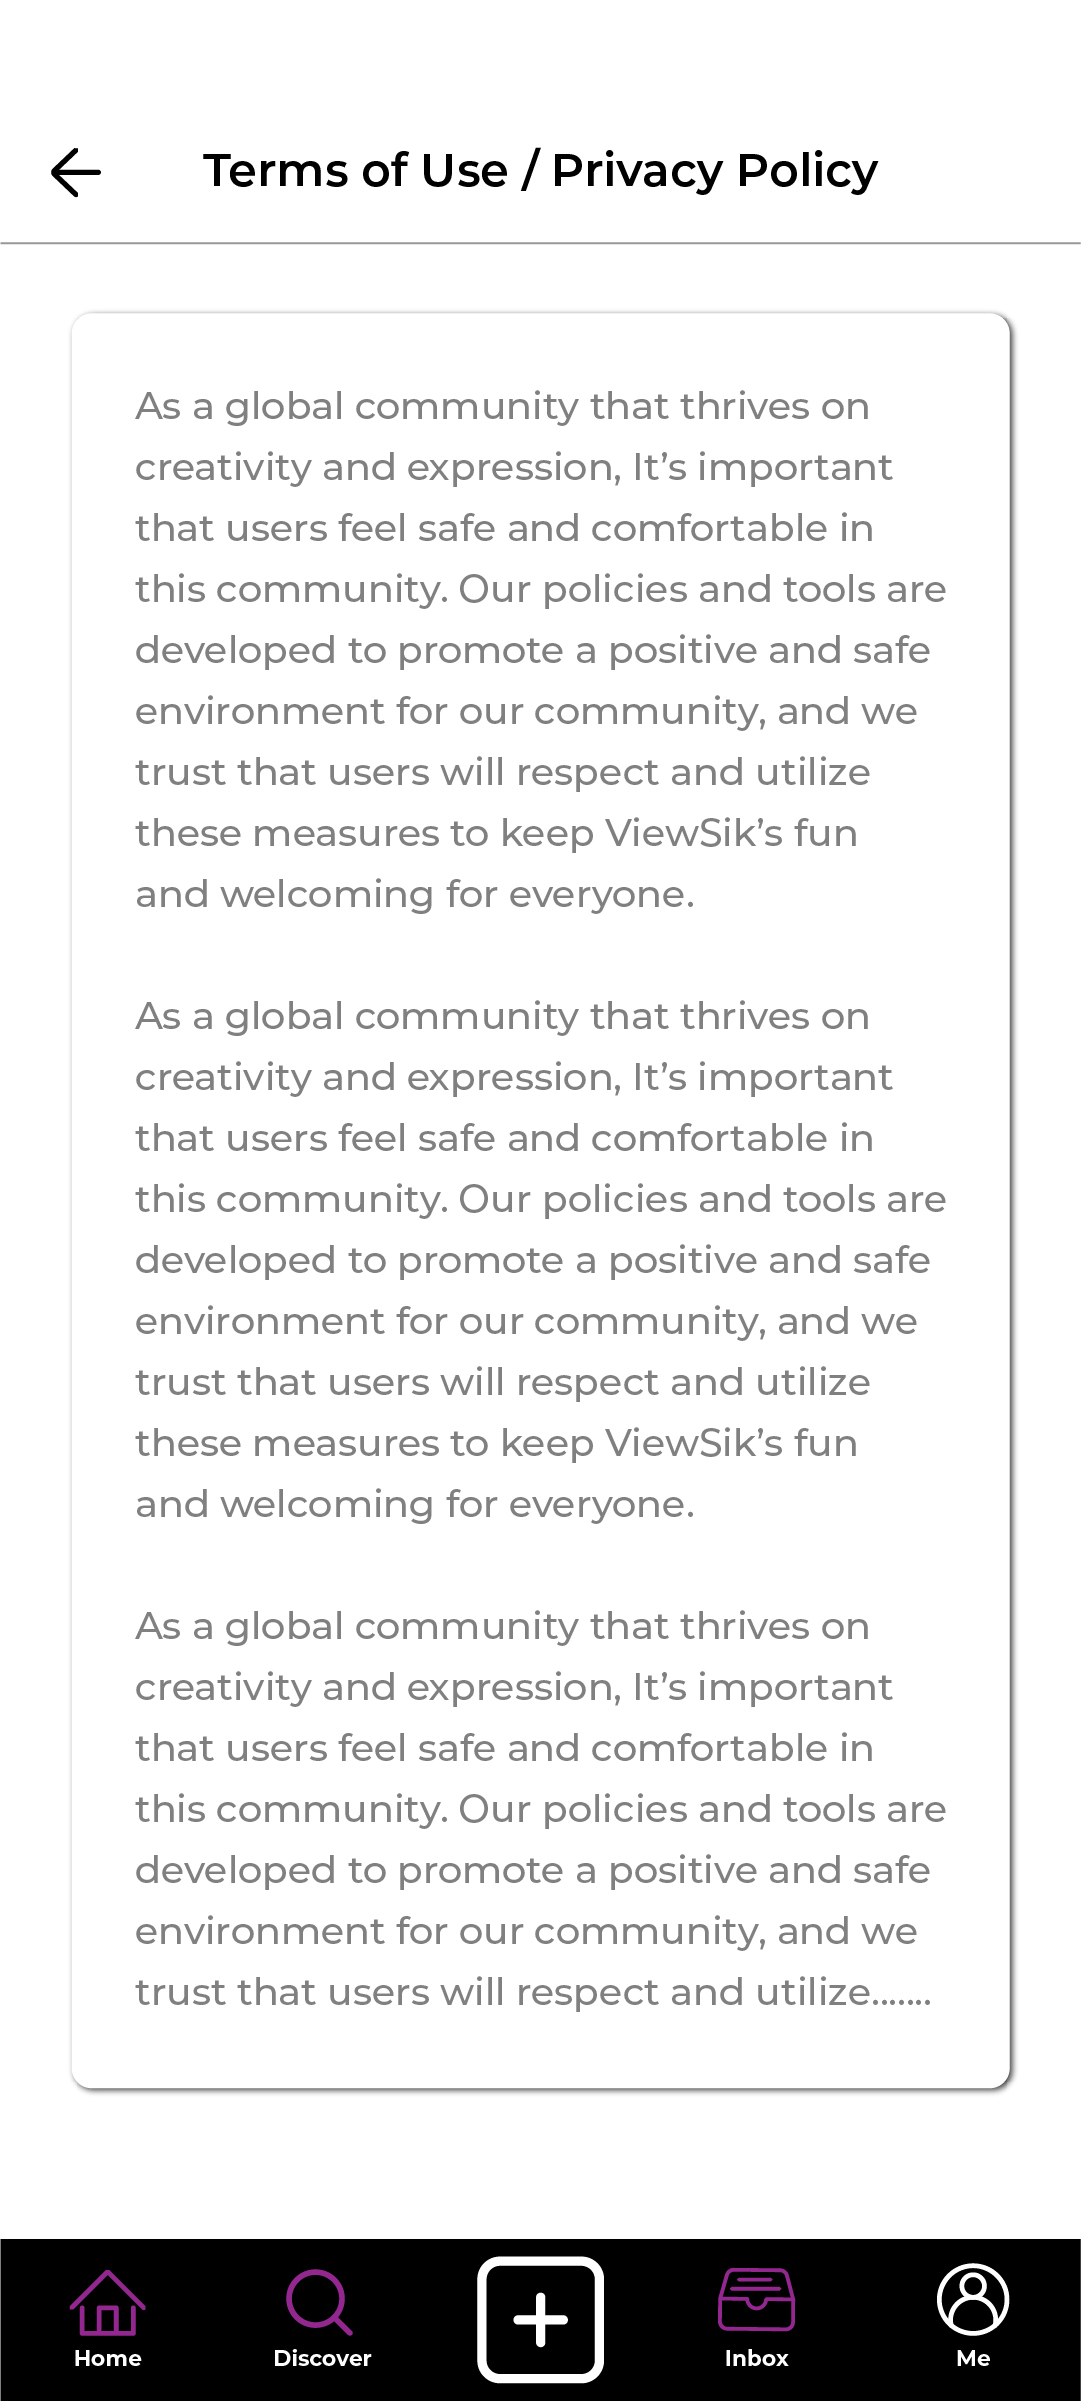 Terms of Use / Privacy Policy
As a global community that thrives on
creativity and expression, It’s important
that users feel safe and comfortable in
this community. Our policies and tools are
developed to promote a positive and safe
environment for our community, and we
trust that users will respect and utilize
these measures to keep ViewSik’s fun
and welcoming for everyone.
As a global community that thrives on
creativity and expression, It’s important
that users feel safe and comfortable in
this community. Our policies and tools are
developed to promote a positive and safe
environment for our community, and we
trust that users will respect and utilize
these measures to keep ViewSik’s fun
and welcoming for everyone.
As a global community that thrives on
creativity and expression, It’s important
that users feel safe and comfortable in
this community. Our policies and tools are
developed to promote a positive and safe
environment for our community, and we
trust that users will respect and utilize.......
Home Discover Inbox Me